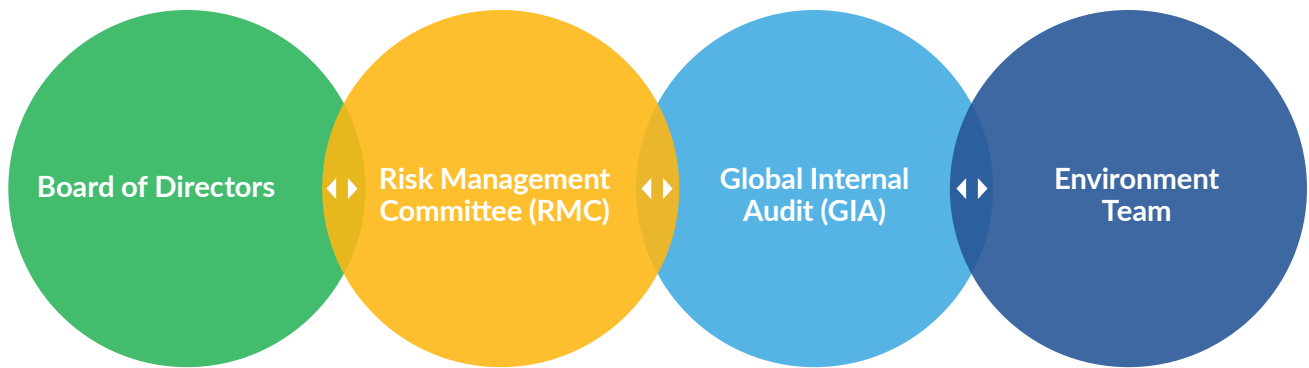 Board of Directors
Risk Management
Committee (RMC)
Global Internal
Audit (GIA)
Environment
Team